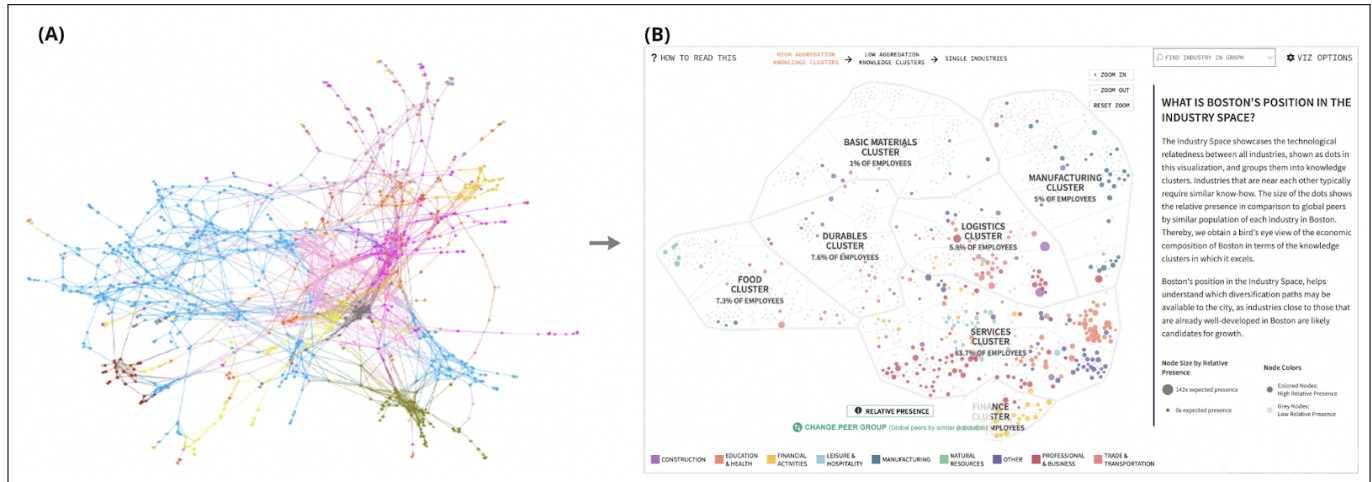 (A)
(B)
? HOW TO READ THIS
HIGH AGGREGATION
KNOWLEDGE CLUSTERS
LOW AGGREGATION
KNOWLEDGE CLUSTERS
SINGLE INDUSTRIES
FIND INDUSTRY IN GRAPH
VIZ OPTIONS
+ ZOOM IN
- ZOOM OUT
RESET ZOOM
BASIC MATERIALS
CLUSTER
1% OF EMPLOYEES
MANUFACTURING
CLUSTER
5% OF EMPLOYEES
LOGISTICS
CLUSTER
5.9% OF EMPLOYEES
DURABLES
CLUSTER
7.6% OF EMPLOYEES
FOOD
CLUSTER
7.3% OF EMPLOYEES
SERVICES
CLUSTER
63.7% OF EMPLOYEES
FINANCE
CLUSTER
MPLOYEES
RELATIVE PRESENCE
CHANGE PEER GROUP (Global peers by similar population)
WHAT IS BOSTON'S POSITION IN THE
INDUSTRY SPACE?
The Industry Space showcases the technological
relatedness between all industries, shown as dots in
this visualization, and groups them into knowledge
clusters. Industries that are near each other typically
require similar know-how. The size of the dots shows
the relative presence in comparison to global peers
by similar population of each industry in Boston.
Thereby, we obtain a bird's eye view of the economic
composition of Boston in terms of the knowledge
clusters in which it excels.
Boston's position in the Industry Space, helps
understand which diversification paths may be
available to the city, as industries close to those that
are already well-developed in Boston are likely
candidates for growth.
Node Size by Relative
Presence
142x expected presence
0x expected presence
Node Colors
Colored Nodes:
High Relative Presence
Grey Nodes:
Low Relative Presence
CONSTRUCTION
EDUCATION
& HEALTH
FINANCIAL
ACTIVITIES
LEISURE &
HOSPITALITY
MANUFACTURING
NATURAL
RESOURCES
OTHER
PROFESSIONAL
& BUSINESS
TRADE &
TRANSPORTATION